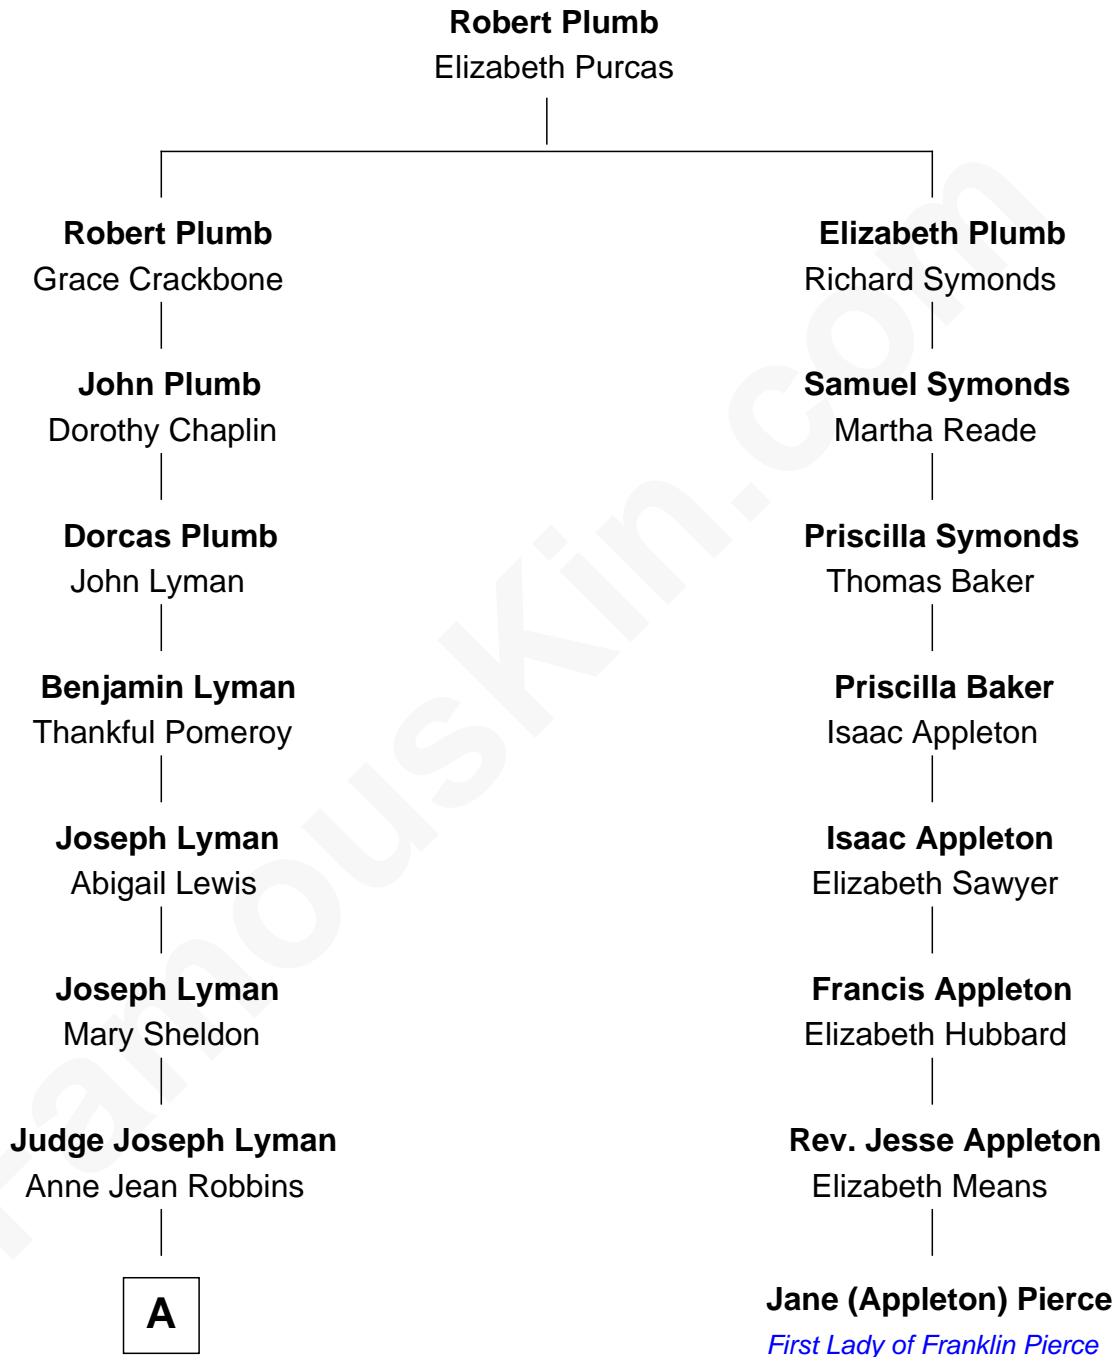 Robert Plumb
Elizabeth Purcas
Robert Plumb
Grace Crackbone
Elizabeth Plumb
Richard Symonds
John Plumb
Dorothy Chaplin
Samuel Symonds
Martha Reade
Dorcas Plumb
John Lyman
Priscilla Symonds
Thomas Baker
Benjamin Lyman
Thankful Pomeroy
Priscilla Baker
Isaac Appleton
Joseph Lyman
Abigail Lewis
Isaac Appleton
Elizabeth Sawyer
Joseph Lyman
Mary Sheldon
Francis Appleton
Elizabeth Hubbard
Judge Joseph Lyman
Anne Jean Robbins
Rev. Jesse Appleton
Elizabeth Means
A
Jane (Appleton) Pierce
First Lady of Franklin Pierce
FamousKin.com